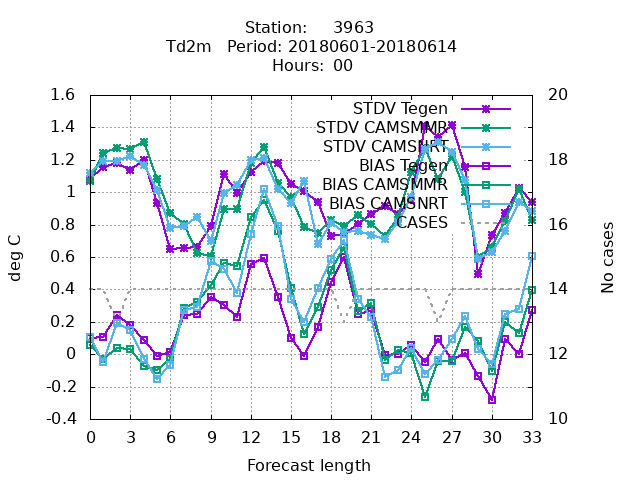 Station: 3963
Td2m Period: 20180601-20180614
Hours: 00
1.6
1.4
1.2
1
0.8
0.6
0.4
0.2
0
-0.2
-0.4
20
18
16
14
12
10
STDV Tegen
STDV CAMSMMR
STDV CAMSNRT
BIAS Tegen
BIAS CAMSMMR
BIAS CAMSNRT
CASES
deg C
No cases
0 3 6 9 12 15 18 21 24 27 30 33
Forecast length